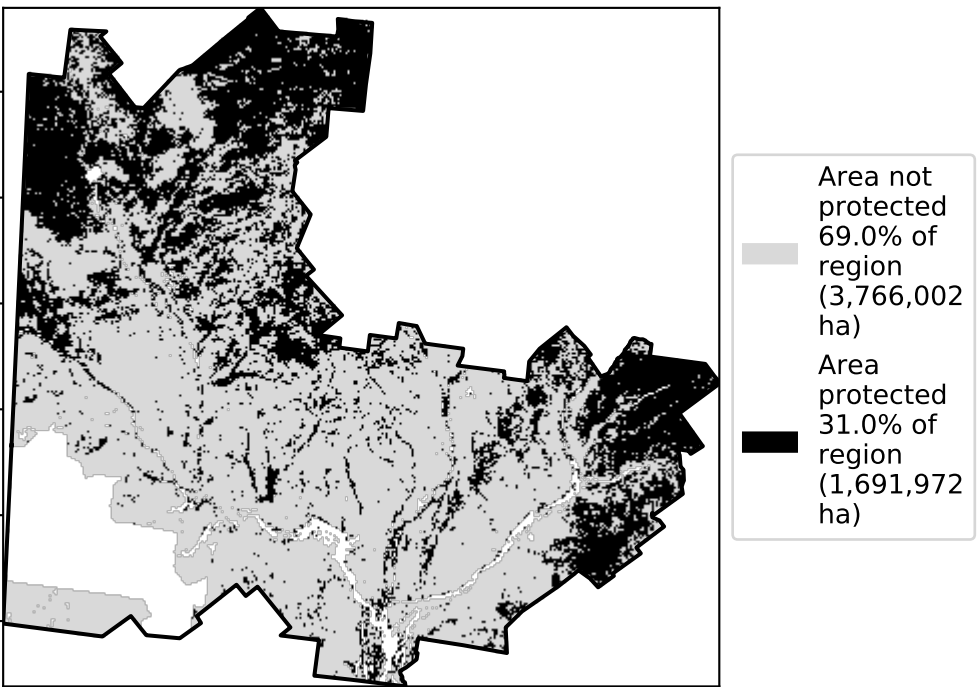 Area not
protected
69.0% of
region
(3,766,002
ha)
Area
protected
31.0% of
region
(1,691,972
ha)